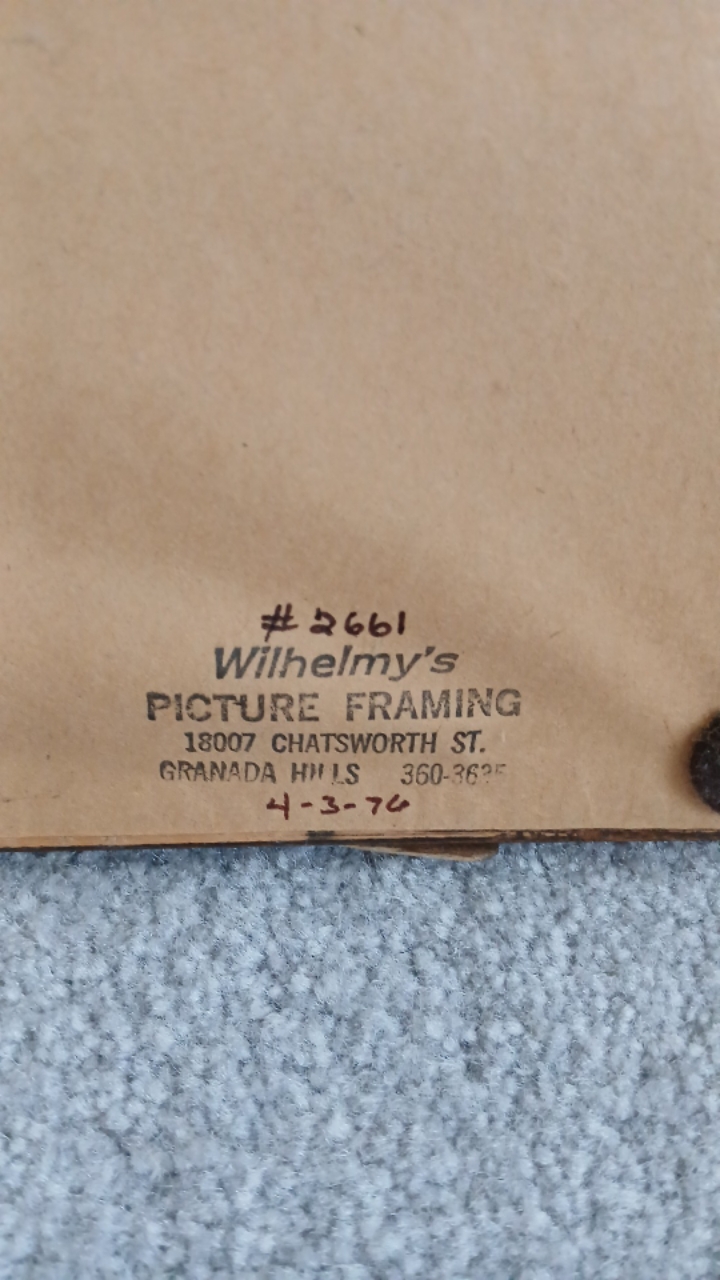 #2661
Wilhelmy's
PICTURE FRAMING
18007 CHATSWORTH ST.
GRANADA HILLS
4-3-76